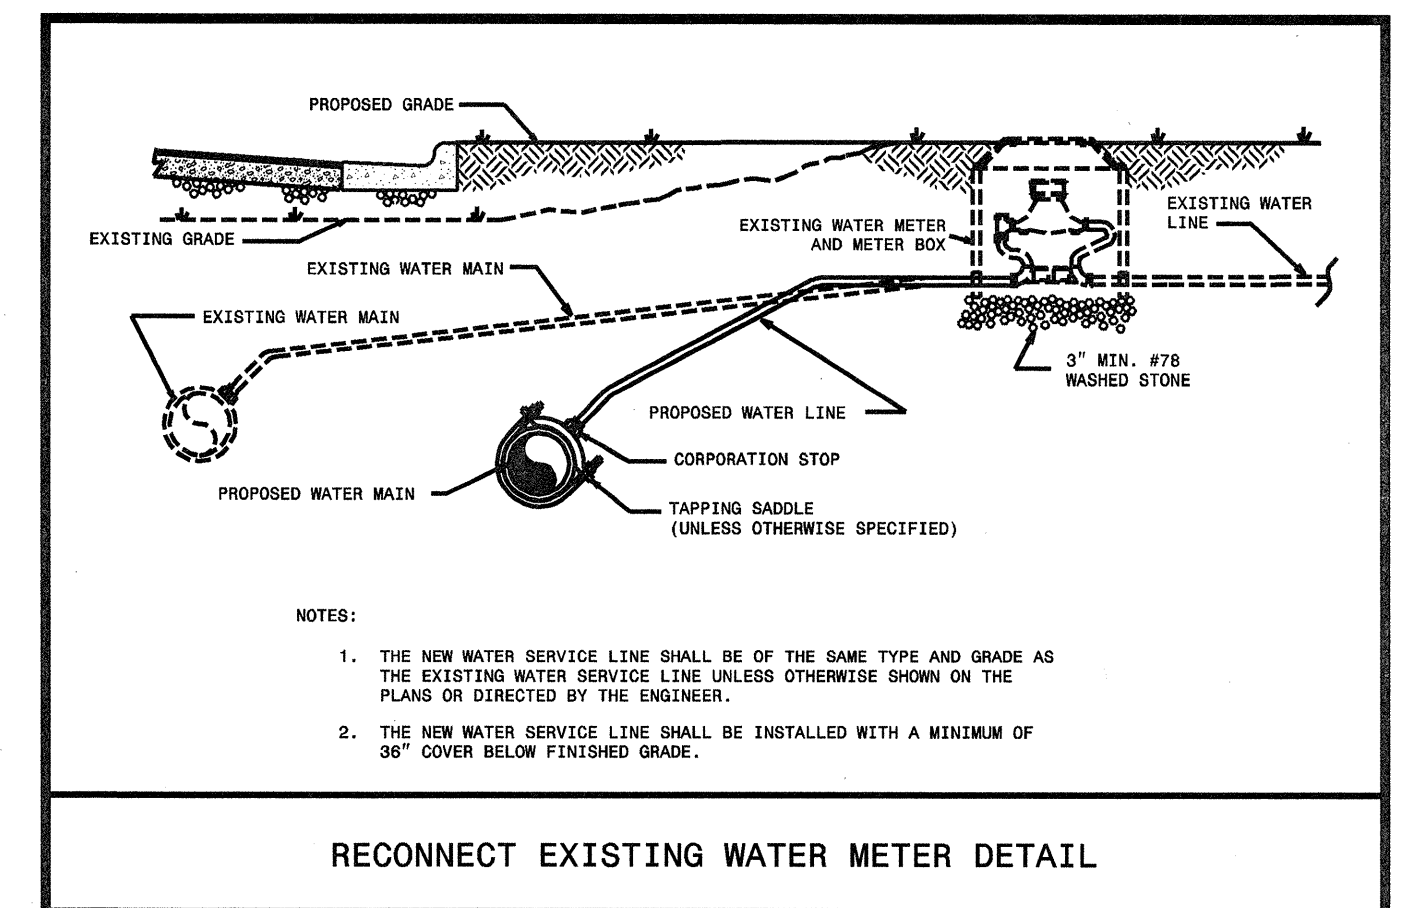 PROPOSED GRADE
EXISTING GRADE
EXISTING WATER METER
AND METER BOX
EXISTING WATER
LINE
EXISTING WATER MAIN
EXISTING WATER MAIN
3" MIN. #78
WASHED STONE
PROPOSED WATER LINE
CORPORATION STOP
PROPOSED WATER MAIN
TAPPING SADDLE
(UNLESS OTHERWISE SPECIFIED)
NOTES:
1. THE NEW WATER SERVICE LINE SHALL BE OF THE SAME TYPE AND GRADE AS
THE EXISTING WATER SERVICE LINE UNLESS OTHERWISE SHOWN ON THE
PLANS OR DIRECTED BY THE ENGINEER.
2. THE NEW WATER SERVICE LINE SHALL BE INSTALLED WITH A MINIMUM OF
36" COVER BELOW FINISHED GRADE.
RECONNECT EXISTING WATER METER DETAIL